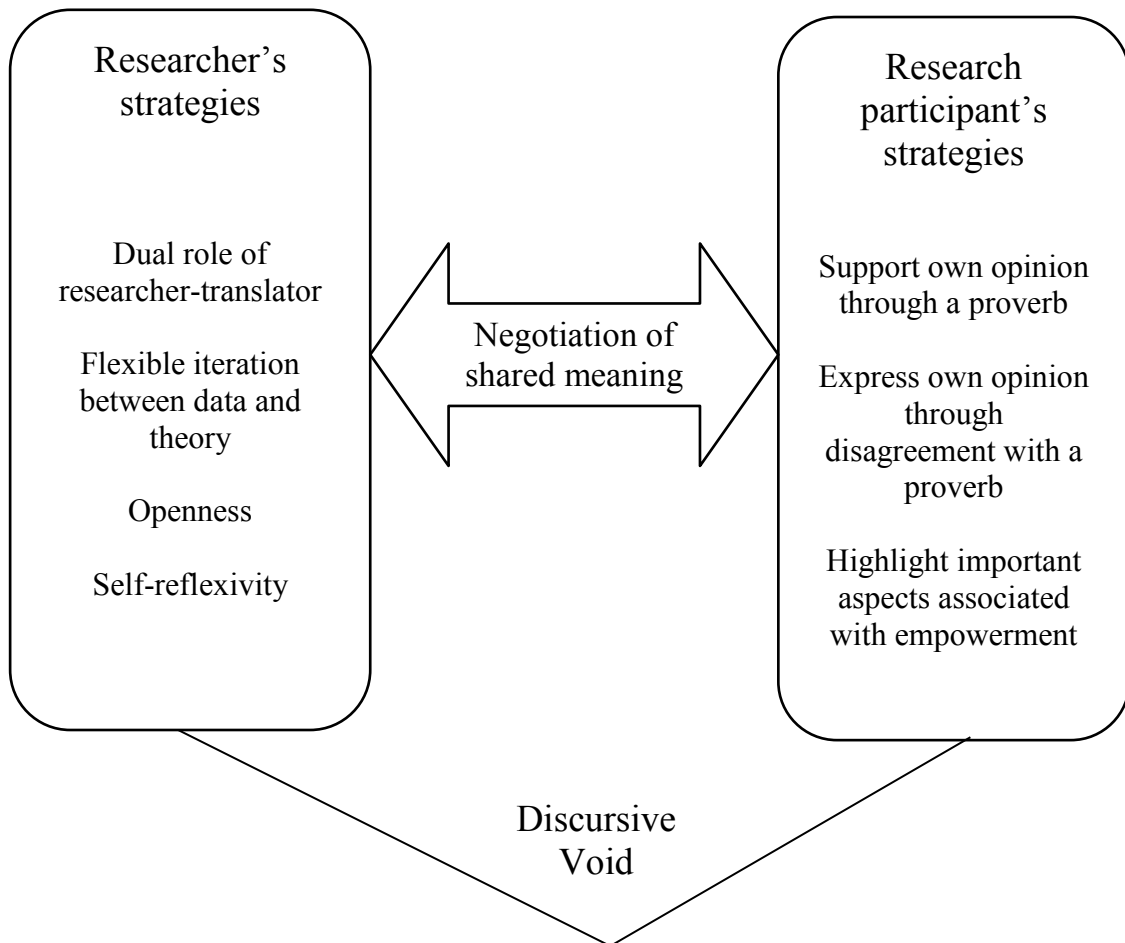 Researcher’s
strategies
Dual role of
researcher-translator
Flexible iteration
between data and
theory
Openness
Self-reflexivity
Negotiation of
shared meaning
Research
participant’s
strategies
Support own opinion
through a proverb
Express own opinion
through
disagreement with a
proverb
Highlight important
aspects associated
with empowerment
Discursive
Void